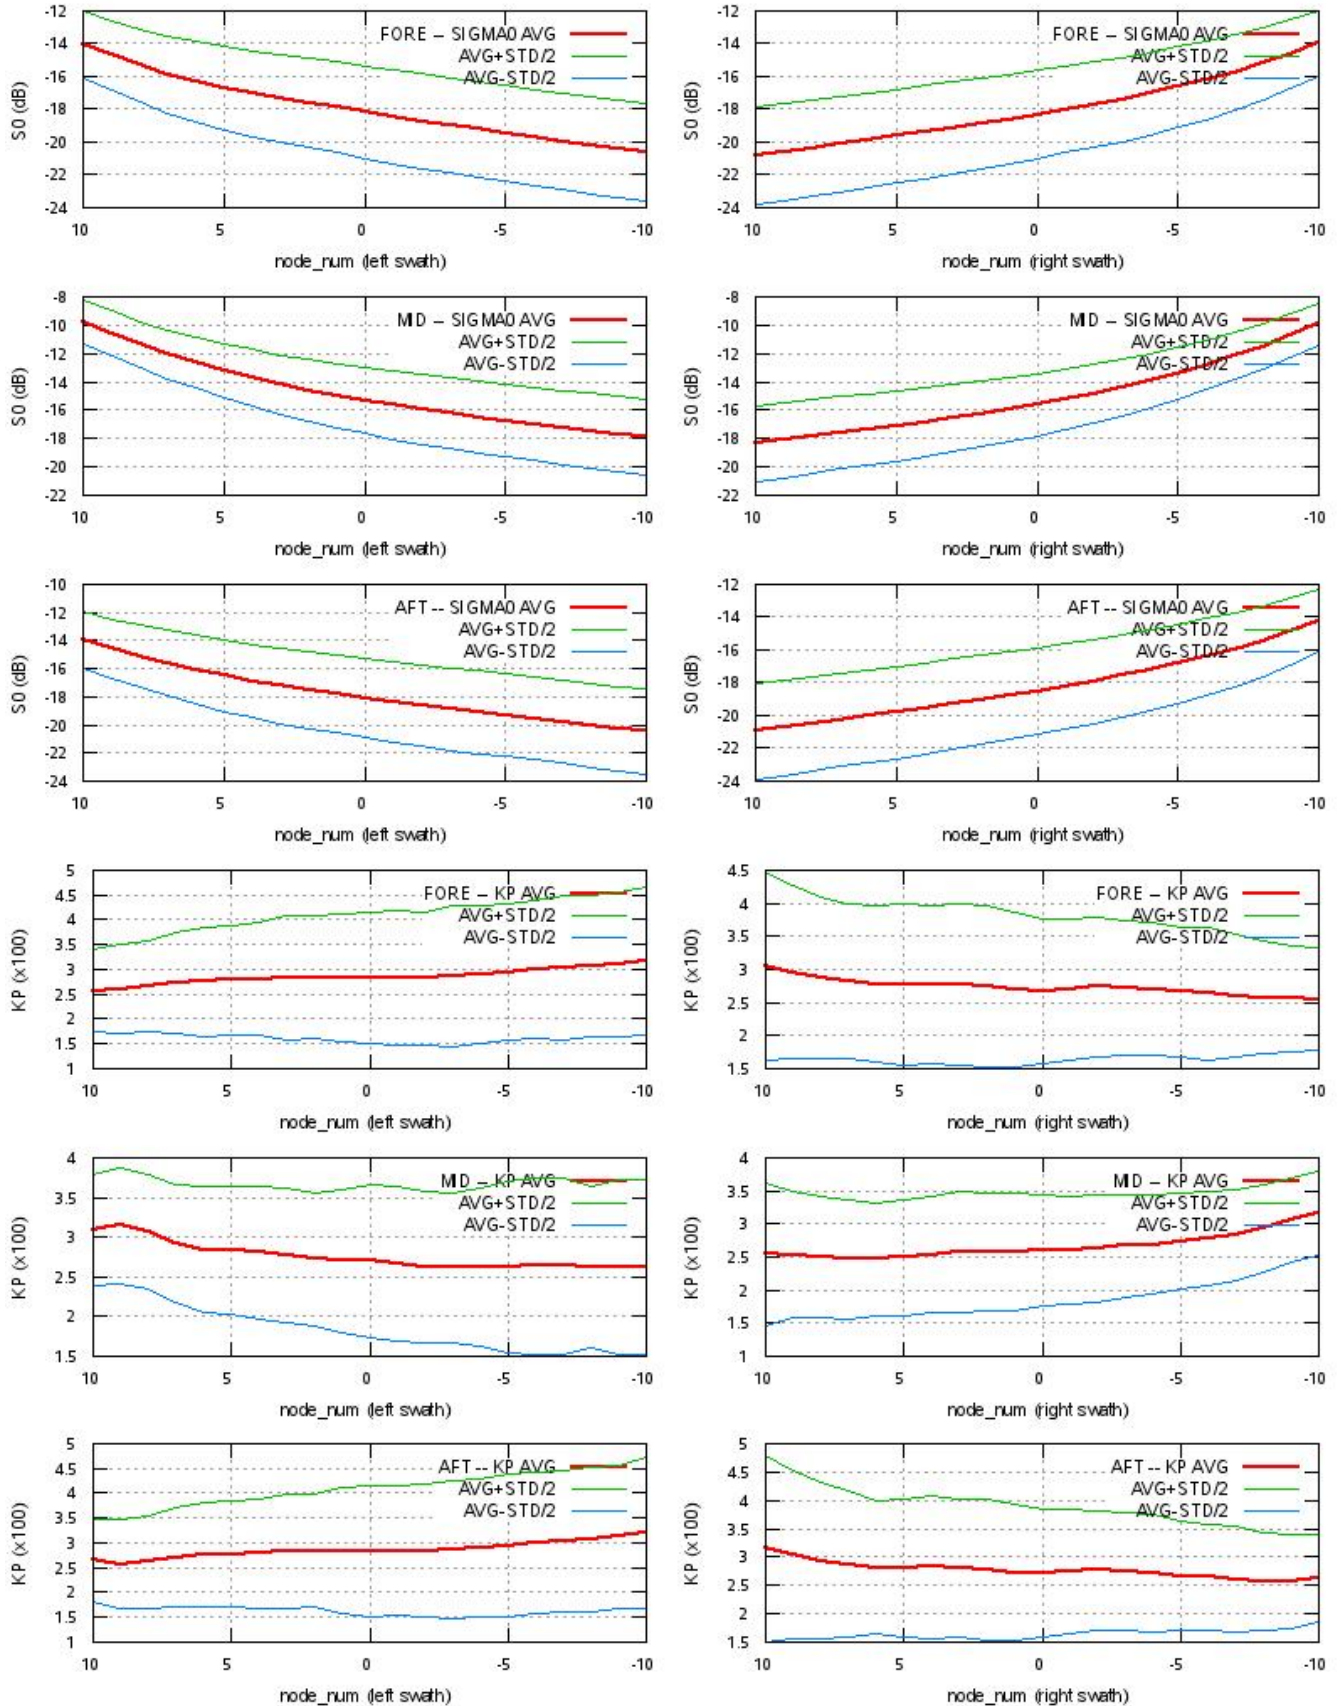 -12
-14
-16
-18
-20
-22
-24
S0 (dB)
FORE – SIGMA0 AVG
AVG+STD/2
AVG-STD/2
10 5 0 -5 -10
node_num (left swath)
-12
-14
-16
-18
-20
-22
-24
S0 (dB)
FORE – SIGMA0 AVG
AVG+STD/2
AVG-STD/2
10 5 0 -5 -10
node_num (right swath)
-8
-10
-12
-14
-16
-18
-20
-22
S0 (dB)
MID – SIGMA0 AVG
AVG+STD/2
AVG-STD/2
10 5 0 -5 -10
node_num (left swath)
-8
-10
-12
-14
-16
-18
-20
-22
S0 (dB)
MID – SIGMA0 AVG
AVG+STD/2
AVG-STD/2
10 5 0 -5 -10
node_num (right swath)
-10
-12
-14
-16
-18
-20
-22
-24
S0 (dB)
AFT -- SIGMA0 AVG
AVG+STD/2
AVG-STD/2
10 5 0 -5 -10
node_num (left swath)
-12
-14
-16
-18
-20
-22
-24
S0 (dB)
AFT -- SIGMA0 AVG
AVG+STD/2
AVG-STD/2
10 5 0 -5 -10
node_num (right swath)
5
4.5
4
3.5
3
2.5
2
1.5
1
KP (x100)
FORE – KP AVG
AVG+STD/2
AVG-STD/2
10 5 0 -5 -10
node_num (left swath)
4.5
4
3.5
3
2.5
2
1.5
KP (x100)
FORE – KP AVG
AVG+STD/2
AVG-STD/2
10 5 0 -5 -10
node_num (right swath)
4
3.5
3
2.5
2
1.5
KP (x100)
MID – KP AVG
AVG+STD/2
AVG-STD/2
10 5 0 -5 -10
node_num (left swath)
4
3.5
3
2.5
2
1.5
1
KP (x100)
MID – KP AVG
AVG+STD/2
AVG-STD/2
10 5 0 -5 -10
node_num (right swath)
5
4.5
4
3.5
3
2.5
2
1.5
1
KP (x100)
AFT -- KP AVG
AVG+STD/2
AVG-STD/2
10 5 0 -5 -10
node_num (left swath)
5
4.5
4
3.5
3
2.5
2
1.5
KP (x100)
AFT -- KP AVG
AVG+STD/2
AVG-STD/2
10 5 0 -5 -10
node_num (right swath)